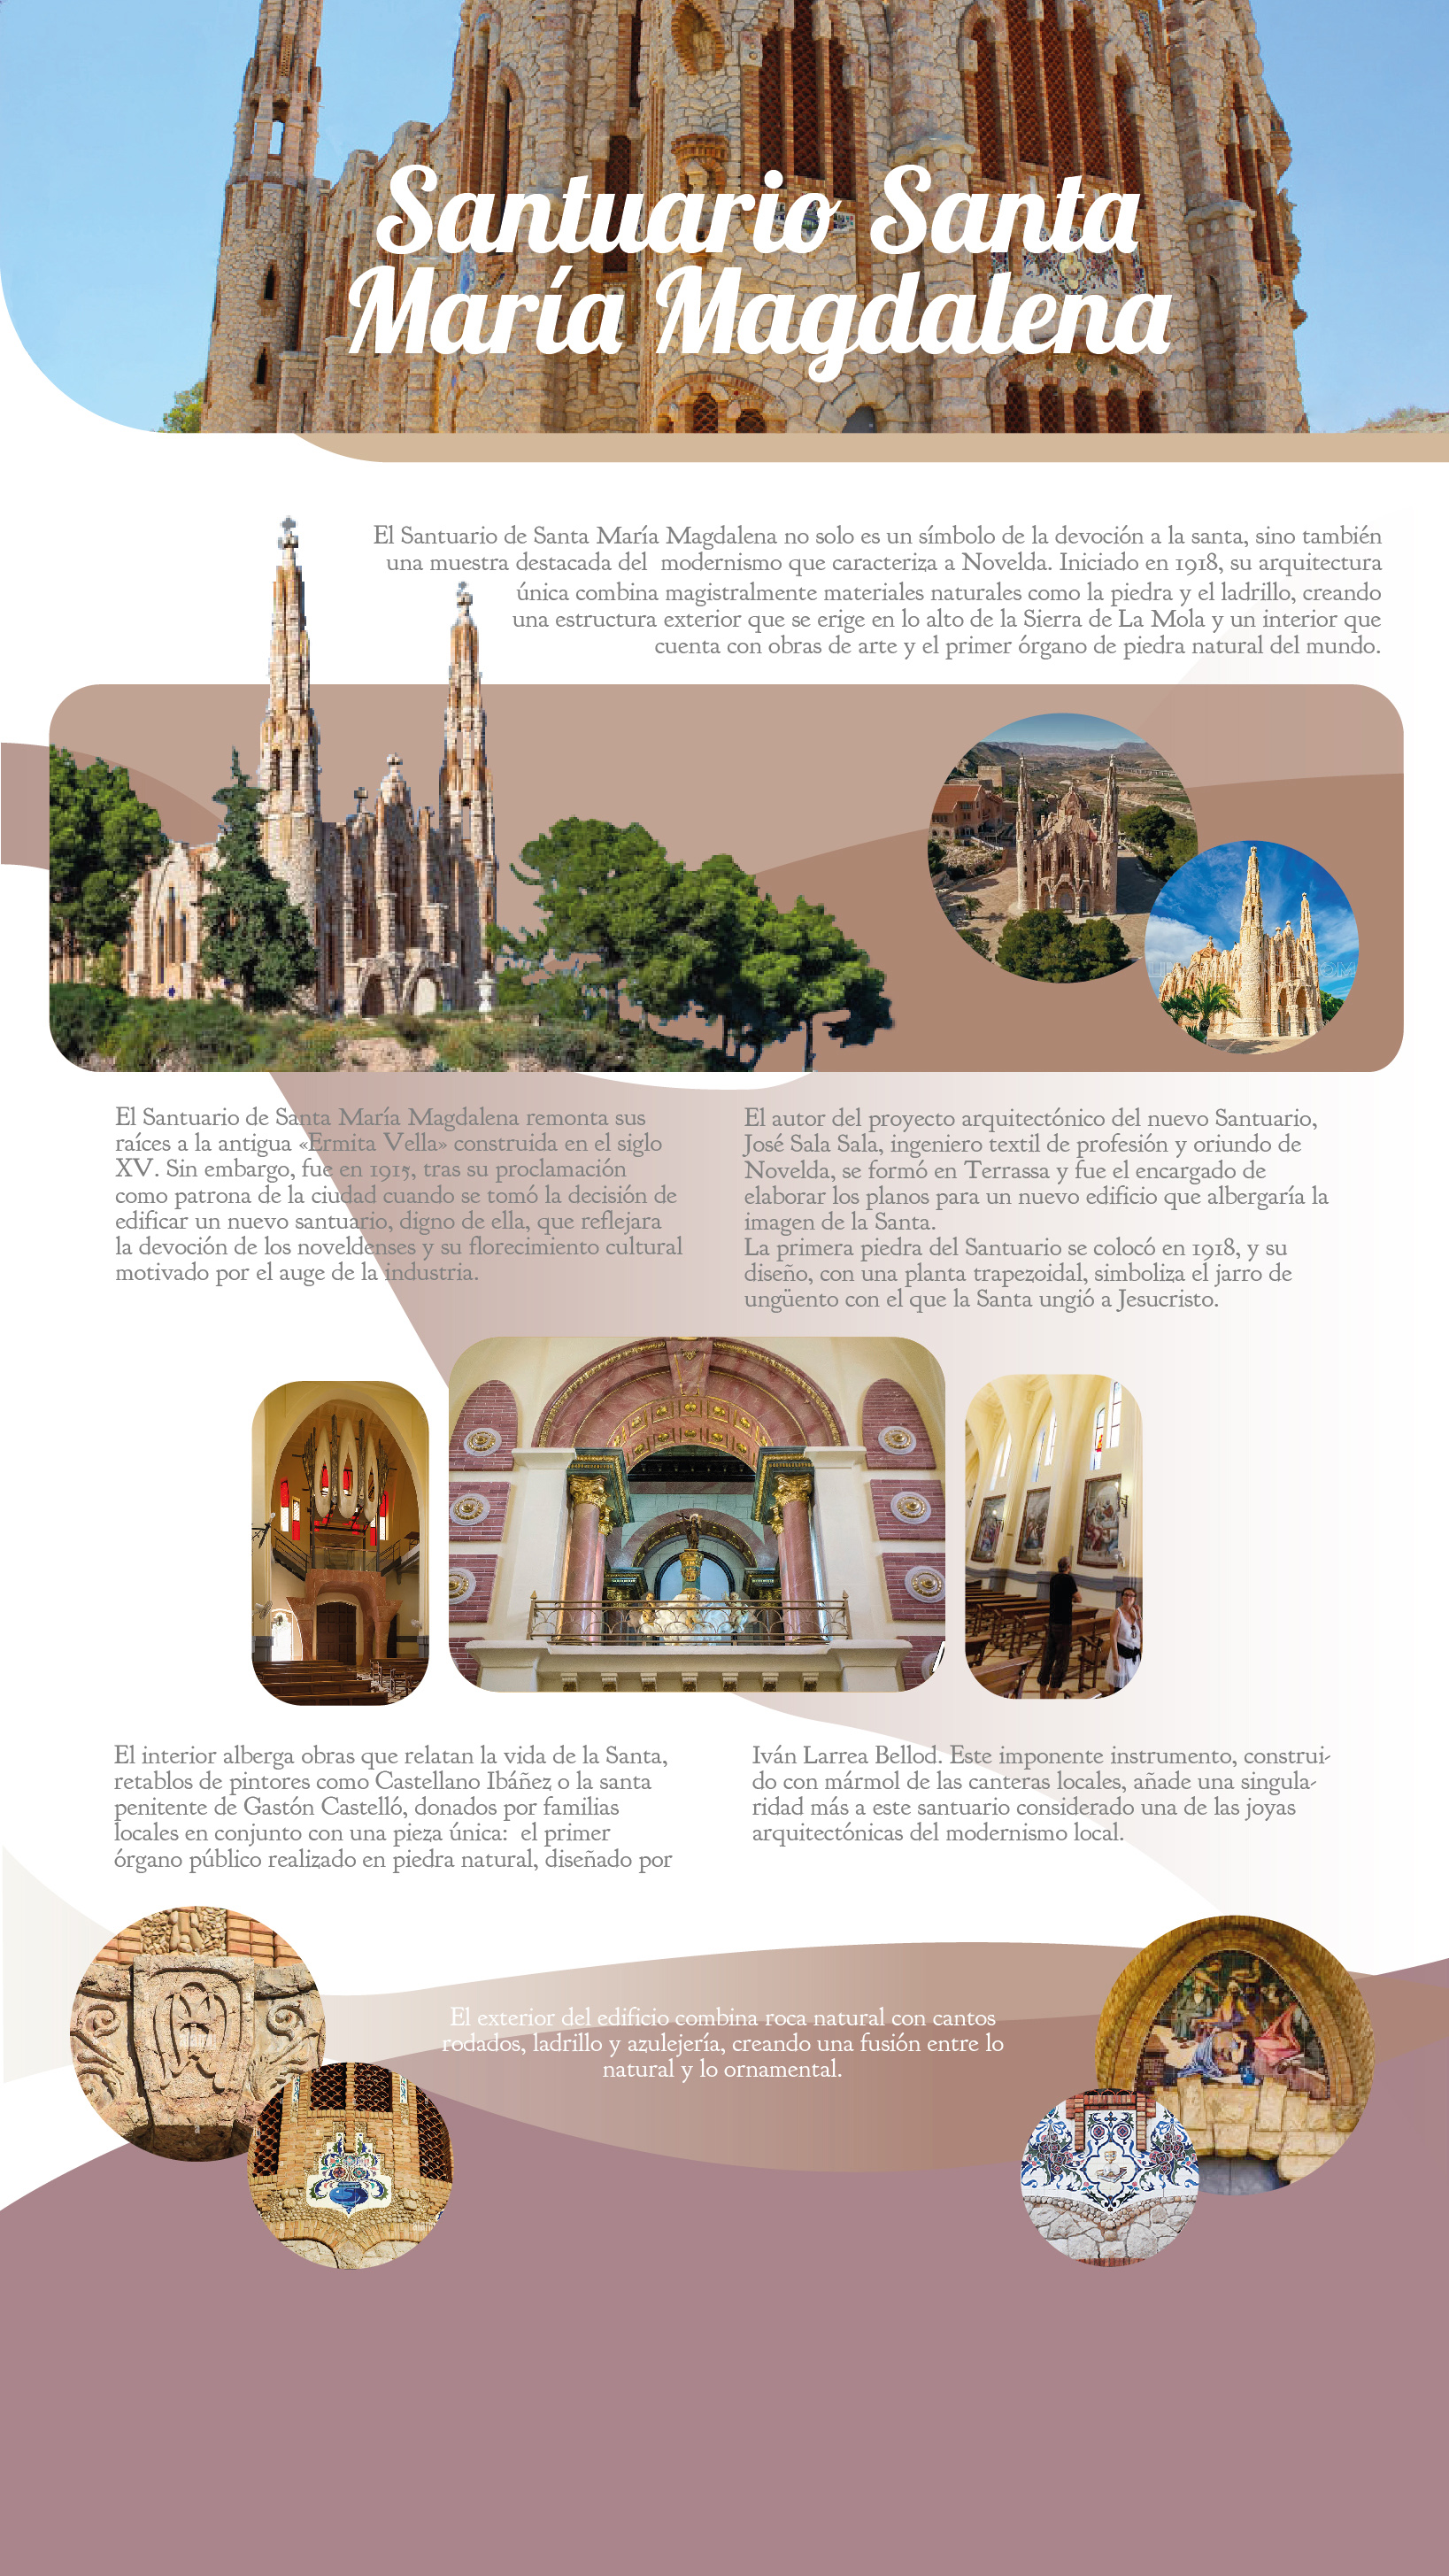 Santuario Santa
María Magdalena
El Santuario de Santa María Magdalena no solo es un símbolo de la devoción a la santa, sino también
una muestra destacada del  modernismo que caracteriza a Novelda. Iniciado en 1918, su arquitectura
única combina magistralmente materiales naturales como la piedra y el ladrillo, creando
una estructura exterior que se erige en lo alto de la Sierra de La Mola y un interior que
cuenta con obras de arte y el primer órgano de piedra natural del mundo.
El Santuario de Santa María Magdalena remonta sus
raíces a la antigua «Ermita Vella» construida en el siglo
XV. Sin embargo, fue en 1915, tras su proclamación
como patrona de la ciudad cuando se tomó la decisión de
edificar un nuevo santuario, digno de ella, que reflejara
la devoción de los noveldenses y su florecimiento cultural
motivado por el auge de la industria.
El autor del proyecto arquitectónico del nuevo Santuario,
José Sala Sala, ingeniero textil de profesión y oriundo de
Novelda, se formó en Terrassa y fue el encargado de
elaborar los planos para un nuevo edificio que albergaría la
imagen de la Santa.
La primera piedra del Santuario se colocó en 1918, y su
diseño, con una planta trapezoidal, simboliza el jarro de
ungüento con el que la Santa ungió a Jesucristo.
El interior alberga obras que relatan la vida de la Santa,
retablos de pintores como Castellano Ibáñez o la santa
penitente de Gastón Castelló, donados por familias
locales en conjunto con una pieza única:  el primer
órgano público realizado en piedra natural, diseñado por
Iván Larrea Bellod. Este imponente instrumento, construi-
do con mármol de las canteras locales, añade una singula-
ridad más a este santuario considerado una de las joyas
arquitectónicas del modernismo local.
El exterior del edificio combina roca natural con cantos
rodados, ladrillo y azulejería, creando una fusión entre lo
natural y lo ornamental.